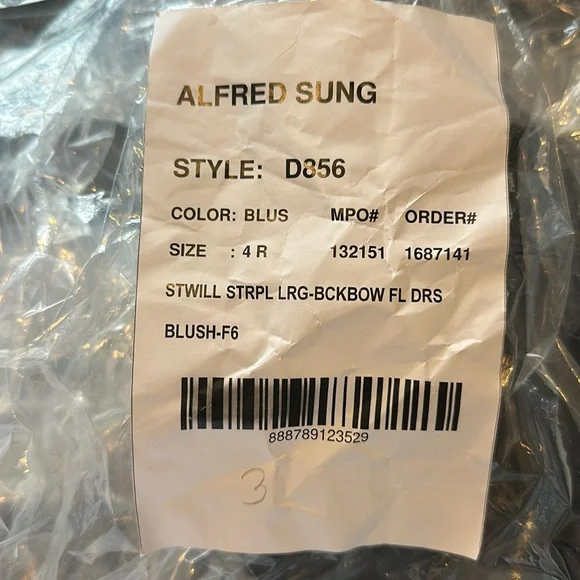 ALFRED SUNG
STYLE: D856
COLOR: BLUS MPO# ORDER#
SIZE : 4 R 132151 1687141
STWILL STRPL LRG-BCKBOW FL DRS
BLUSH-F6
888789123529
3